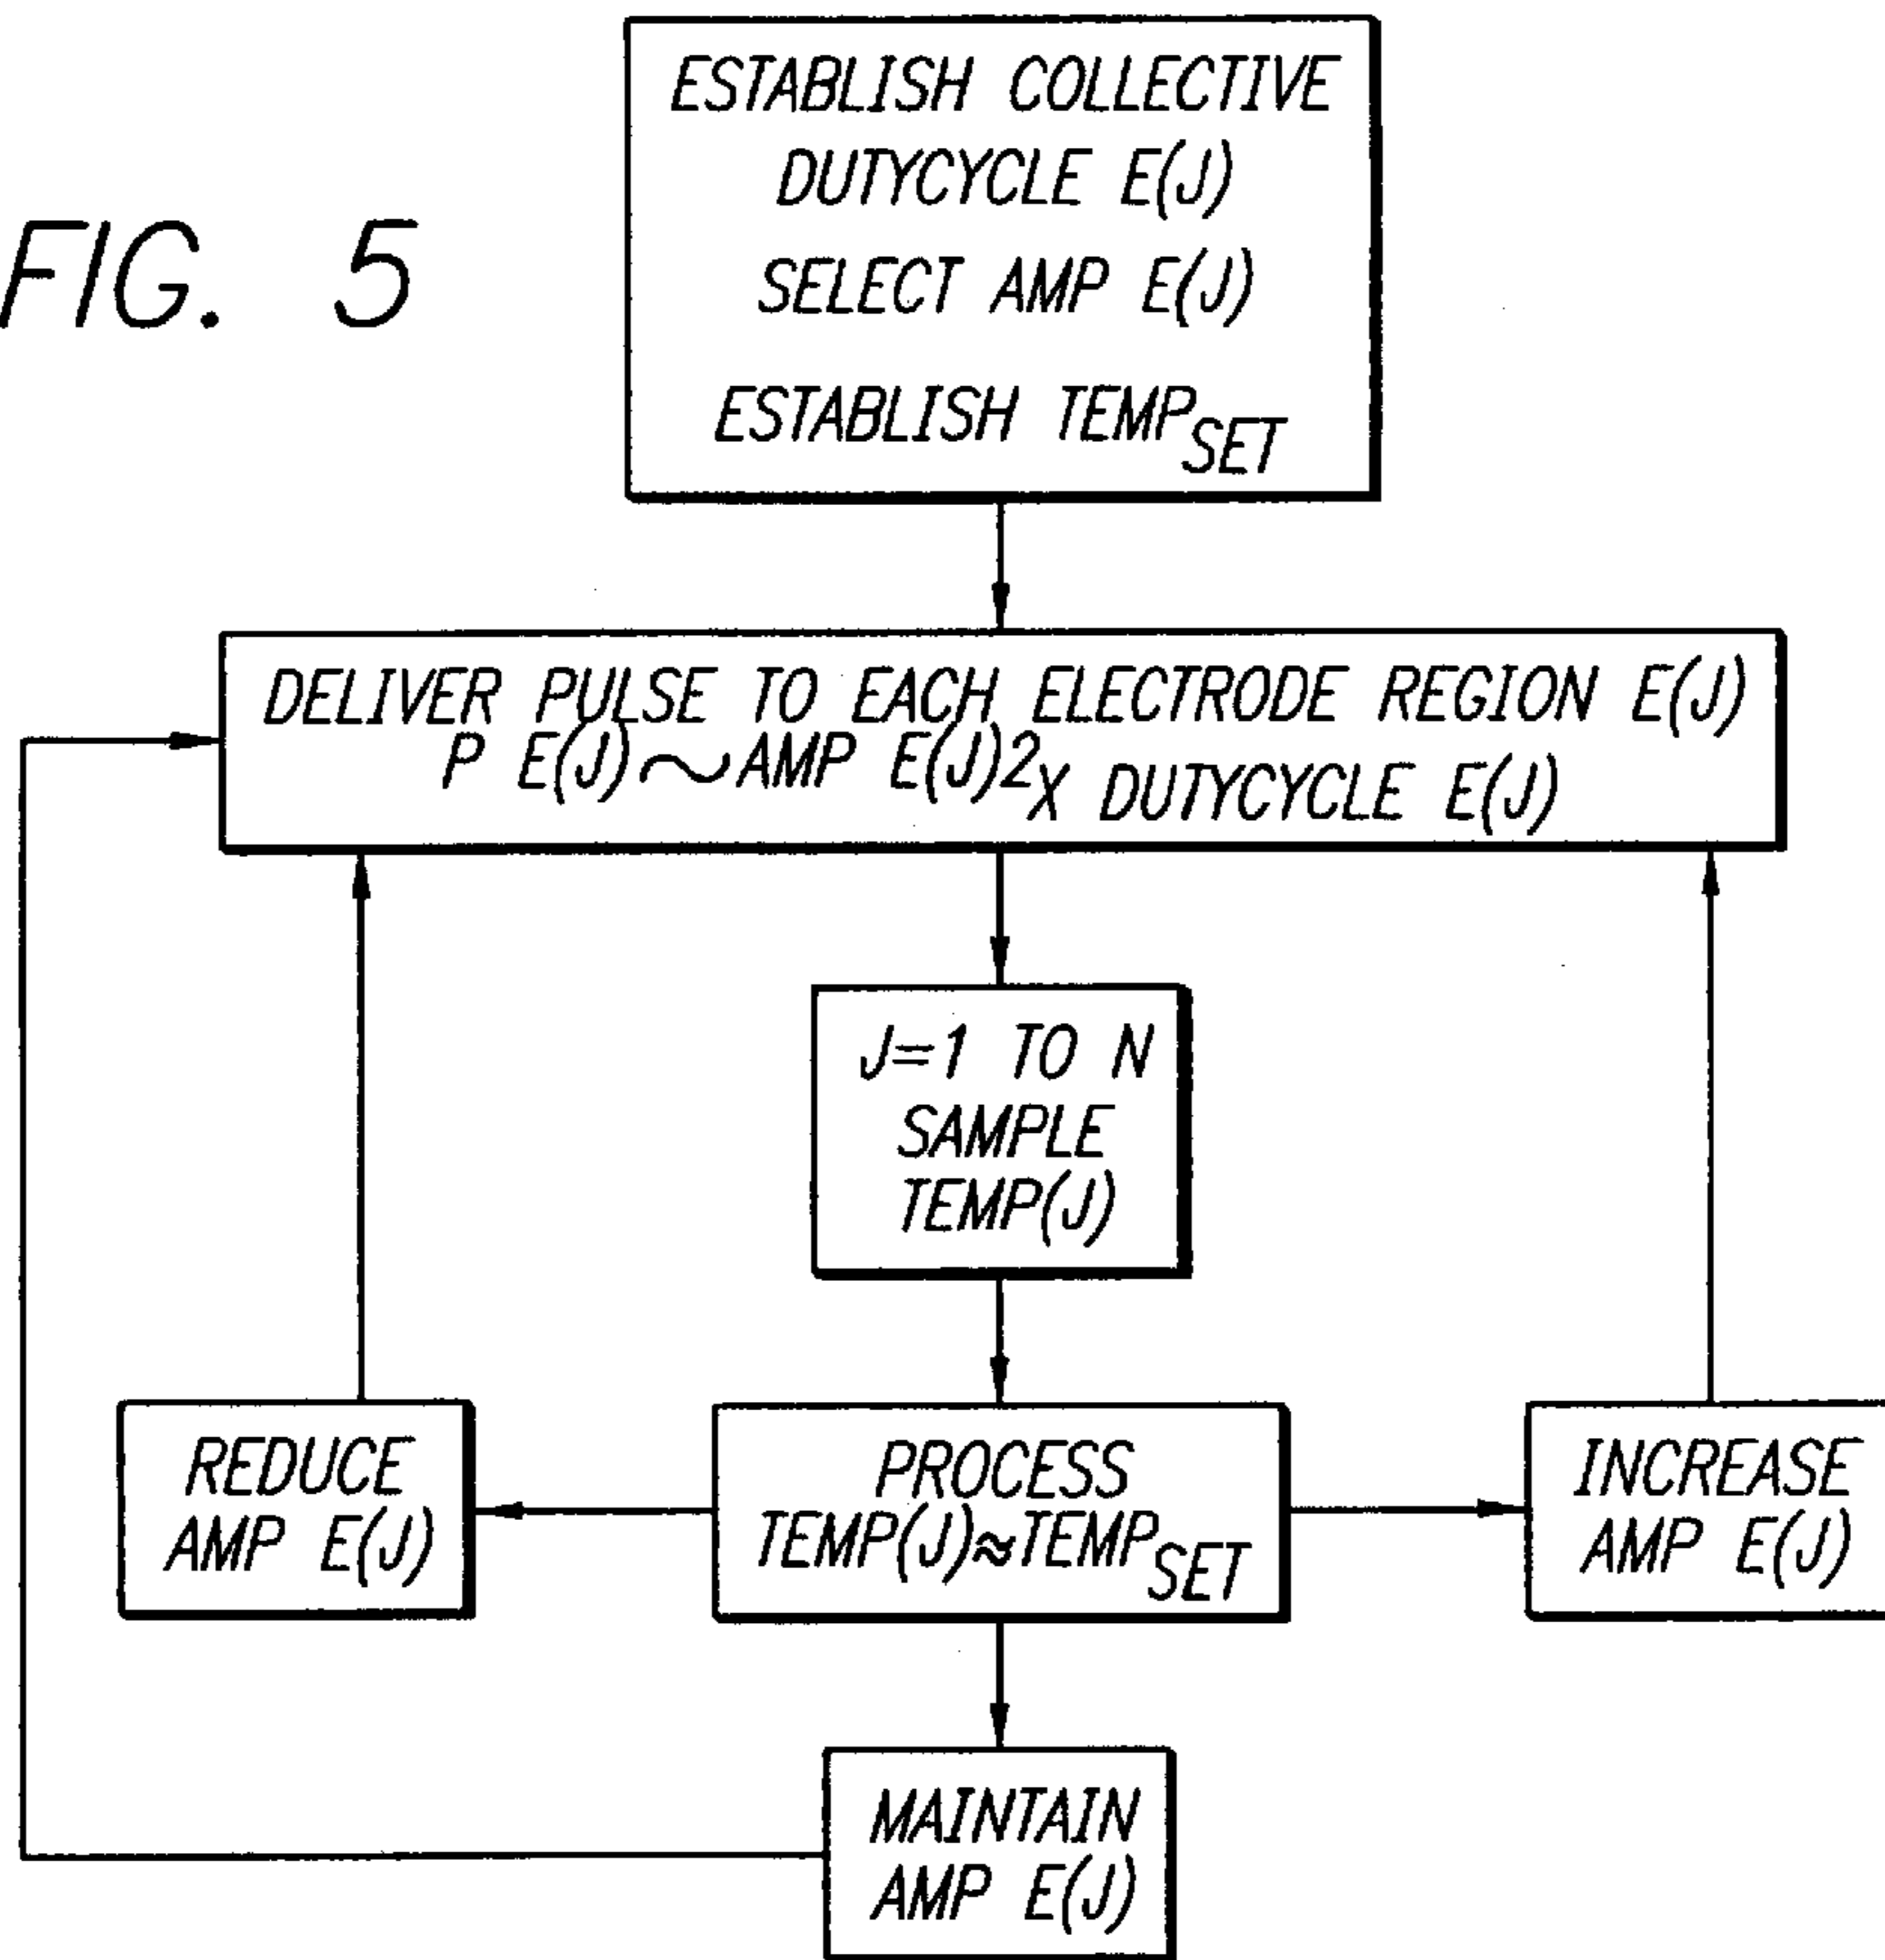 FIG. 5
ESTABLISH COLLECTIVE
DUTYCYCLE E(J)
SELECT AMP E(J)
ESTABLISH TEMPSET
DELIVER PULSE TO EACH ELECTRODE REGION E(J)
P E(J)~AMP E(J)2X DUTYCYCLE E(J)
J=1 TO N
SAMPLE
TEMP(J)
REDUCE
AMP E(J)
PROCESS
TEMP(J)≈TEMPSET
INCREASE
AMP E(J)
MAINTAIN
AMP E(J)